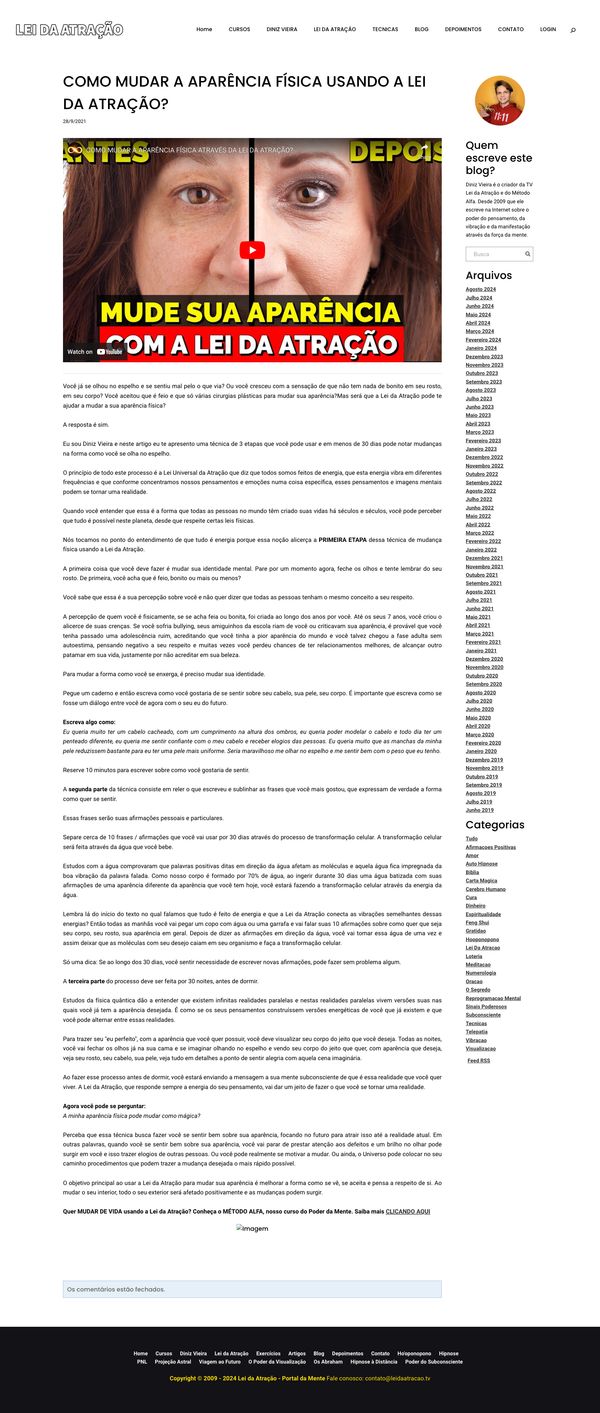 LEI DA ATRAÇÃO
Home CURSOS DINIZ VIEIRA LEI DA ATRAÇÃO TECNICAS BLOG DEPOIMENTOS CONTATO LOGIN
COMO MUDAR A APARÊNCIA FÍSICA USANDO A LEI
DA ATRAÇÃO?
28/9/2021
ANTES
DEPOIS
COMO MUDAR A APARÊNCIA FÍSICA ATRAVÉS DA LEI DA ATRAÇÃO?
MUDE SUA APARÊNCIA
COM A LEI DA ATRAÇÃO
Watch on YouTube
Você já se olhou no espelho e se sentiu mal pelo o que via? Ou você cresceu com a sensação de que não tem nada de bonito em seu rosto,
em seu corpo? Você aceitou que é feio e que só várias cirurgias plásticas para mudar sua aparência?Mas será que a Lei da Atração pode te
ajudar a mudar a sua aparência física?
A resposta é sim.
Eu sou Diniz Vieira e neste artigo eu te apresento uma técnica de 3 etapas que você pode usar e em menos de 30 dias pode notar mudanças
na forma como você se olha no espelho.
O princípio de todo este processo é a Lei Universal da Atração que diz que todos somos feitos de energia, que esta energia vibra em diferentes
frequências e que conforme concentramos nossos pensamentos e emoções numa coisa específica, esses pensamentos e imagens mentais
podem se tornar uma realidade.
Quando você entender que essa é a forma que todas as pessoas no mundo têm criado suas vidas há séculos e séculos, você pode perceber
que tudo é possível neste planeta, desde que respeite certas leis físicas.
Nós tocamos no ponto do entendimento de que tudo é energia porque essa noção alicerça a PRIMEIRA ETAPA dessa técnica de mudança
física usando a Lei da Atração.
A primeira coisa que você deve fazer é mudar sua identidade mental. Pare por um momento agora, feche os olhos e tente lembrar do seu
rosto. De primeira, você acha que é feio, bonito ou mais ou menos?
Você sabe que essa é a sua percepção sobre você e não quer dizer que todas as pessoas tenham o mesmo conceito a seu respeito.
A percepção de quem você é fisicamente, se se acha feia ou bonita, foi criada ao longo dos anos por você. Até os seus 7 anos, você criou o
alicerce de suas crenças. Se você sofria bullying, seus amiguinhos da escola riam de você ou criticavam sua aparência, é provável que você
tenha passado uma adolescência ruim, acreditando que você tinha a pior aparência do mundo e você talvez chegou a fase adulta sem
autoestima, pensando negativo a seu respeito e muitas vezes você perdeu chances de ter relacionamentos melhores, de alcançar outro
patamar em sua vida, justamente por não acreditar em sua beleza.
Para mudar a forma como você se enxerga, é preciso mudar sua identidade.
Pegue um caderno e então escreva como você gostaria de se sentir sobre seu cabelo, sua pele, seu corpo. É importante que escreva como se
fosse um diálogo entre você de agora com o seu eu do futuro.
Escreva algo como:
Eu queria muito ter um cabelo cacheado, com um cumprimento na altura dos ombros, eu queria poder modelar o cabelo e todo dia ter um
penteado diferente, eu queria me sentir confiante com o meu cabelo e receber elogios das pessoas. Eu queria muito que as manchas da minha
pele reduzissem bastante para eu ter uma pele mais uniforme. Seria maravilhoso me olhar no espelho e me sentir bem com o peso que eu tenho.
Reserve 10 minutos para escrever sobre como você gostaria de sentir.
A segunda parte da técnica consiste em reler o que escreveu e sublinhar as frases que você mais gostou, que expressam de verdade a forma
como quer se sentir.
Essas frases serão suas afirmações pessoais e particulares.
Separe cerca de 10 frases / afirmações que você vai usar por 30 dias através do processo de transformação celular. A transformação celular
será feita através da água que você bebe.
Estudos com a água comprovaram que palavras positivas ditas em direção da água afetam as moléculas e aquela água fica impregnada da
boa vibração da palavra falada. Como nosso corpo é formado por 70% de água, ao ingerir durante 30 dias uma água batizada com suas
afirmações de uma aparência diferente da aparência que você tem hoje, você estará fazendo a transformação celular através da energia da
água.
Lembra lá do início do texto no qual falamos que tudo é feito de energia e que a Lei da Atração conecta as vibrações semelhantes dessas
energias? Então todas as manhãs você vai pegar um copo com água ou uma garrafa e vai falar suas 10 afirmações sobre como quer que seja
seu corpo, seu rosto, sua aparência em geral. Depois de dizer as afirmações em direção da água, você vai tomar essa água de uma vez e
assim deixar que as moléculas com seu desejo caiam em seu organismo e faça a transformação celular.
Só uma dica: Se ao longo dos 30 dias, você sentir necessidade de escrever novas afirmações, pode fazer sem problema algum.
A terceira parte do processo deve ser feita por 30 noites, antes de dormir.
Estudos da física quântica dão a entender que existem infinitas realidades paralelas e nestas realidades paralelas vivem versões suas nas
quais você já tem a aparência desejada. É como se os seus pensamentos construíssem versões energéticas de você que já existem e que
você pode alternar entre essas realidades.
Para trazer seu "eu perfeito", com a aparência que você quer possuir, você deve visualizar seu corpo do jeito que você deseja. Todas as noites,
você vai fechar os olhos já na sua cama e se imaginar olhando no espelho e vendo seu corpo do jeito que quer, com aparência que deseja,
veja seu rosto, seu cabelo, sua pele, veja tudo em detalhes a ponto de sentir alegria com aquela cena imaginária.
Ao fazer esse processo antes de dormir, você estará enviando a mensagem a sua mente subconsciente de que é essa realidade que você quer
viver. A Lei da Atração, que responde sempre a energia do seu pensamento, vai dar um jeito de fazer o que você se tornar uma realidade.
Agora você pode se perguntar:
A minha aparência física pode mudar como mágica?
Perceba que essa técnica busca fazer você se sentir bem sobre sua aparência, focando no futuro para atrair isso até a realidade atual. Em
outras palavras, quando você se sentir bem sobre sua aparência, você vai parar de prestar atenção aos defeitos e um brilho no olhar pode
surgir em você e isso trazer elogios de outras pessoas. Ou você pode realmente se motivar a mudar. Ou ainda, o Universo pode colocar no seu
caminho procedimentos que podem trazer a mudança desejada o mais rápido possível.
O objetivo principal ao usar a Lei da Atração para mudar sua aparência é melhorar a forma como se vê, se aceita e pensa a respeito de si. Ao
mudar o seu interior, todo o seu exterior será afetado positivamente e as mudanças podem surgir.
Quer MUDAR DE VIDA usando a Lei da Atração? Conheça o MÉTODO ALFA, nosso curso do Poder da Mente. Saiba mais CLICANDO AQUI
Imagem
Os comentários estão fechados.
11:11
Quem
escreve este
blog?
Diniz Vieira é o criador da TV
Lei da Atração e do Método
Alfa. Desde 2009 que ele
escreve na Internet sobre o
poder do pensamento, da
vibração e da manifestação
através da força da mente.
Busca
Arquivos
Agosto 2024
Julho 2024
Junho 2024
Maio 2024
Abril 2024
Março 2024
Fevereiro 2024
Janeiro 2024
Dezembro 2023
Novembro 2023
Outubro 2023
Setembro 2023
Agosto 2023
Julho 2023
Junho 2023
Maio 2023
Abril 2023
Março 2023
Fevereiro 2023
Janeiro 2023
Dezembro 2022
Novembro 2022
Outubro 2022
Setembro 2022
Agosto 2022
Julho 2022
Junho 2022
Maio 2022
Abril 2022
Março 2022
Fevereiro 2022
Janeiro 2022
Dezembro 2021
Novembro 2021
Outubro 2021
Setembro 2021
Agosto 2021
Julho 2021
Junho 2021
Maio 2021
Abril 2021
Março 2021
Fevereiro 2021
Janeiro 2021
Dezembro 2020
Novembro 2020
Outubro 2020
Setembro 2020
Agosto 2020
Julho 2020
Junho 2020
Maio 2020
Abril 2020
Março 2020
Fevereiro 2020
Janeiro 2020
Dezembro 2019
Novembro 2019
Outubro 2019
Setembro 2019
Agosto 2019
Julho 2019
Junho 2019
Categorias
Tudo
Afirmacoes Positivas
Amor
Auto Hipnose
Biblia
Carta Magica
Cerebro Humano
Cura
Dinheiro
Espiritualidade
Feng Shui
Gratidao
Hooponopono
Lei Da Atracao
Loteria
Meditacao
Numerologia
Oracao
O Segredo
Reprogramacao Mental
Sinais Poderosos
Subconsciente
Tecnicas
Telepatia
Vibracao
Visualizacao
Feed RSS
Home Cursos Diniz Vieira Lei da Atração Exercícios Artigos Blog Depoimentos Contato Ho'oponopono Hipnose
PNL Projeção Astral Viagem ao Futuro O Poder da Visualização Os Abraham Hipnose à Distância Poder do Subconsciente
Copyright © 2009 - 2024 Lei da Atração - Portal da Mente Fale conosco: contato@leidaatracao.tv